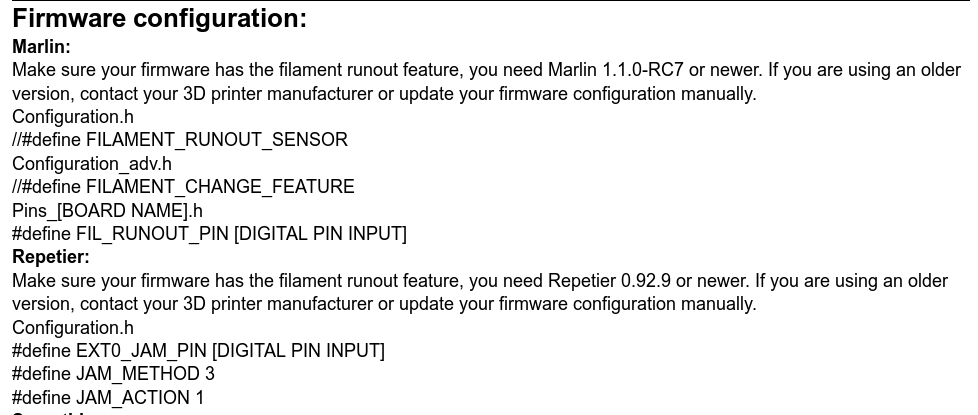 Firmware configuration:
Marlin:
Make sure your firmware has the filament runout feature, you need Marlin 1.1.0-RC7 or newer. If you are using an older
version, contact your 3D printer manufacturer or update your firmware configuration manually.
Configuration.h
//#define FILAMENT_RUNOUT_SENSOR
Configuration_adv.h
//#define FILAMENT_CHANGE_FEATURE
Pins_[BOARD NAME].h
#define FIL_RUNOUT_PIN [DIGITAL PIN INPUT]
Repetier:
Make sure your firmware has the filament runout feature, you need Repetier 0.92.9 or newer. If you are using an older
version, contact your 3D printer manufacturer or update your firmware configuration manually.
Configuration.h
#define EXT0_JAM_PIN [DIGITAL PIN INPUT]
#define JAM_METHOD 3
#define JAM_ACTION 1